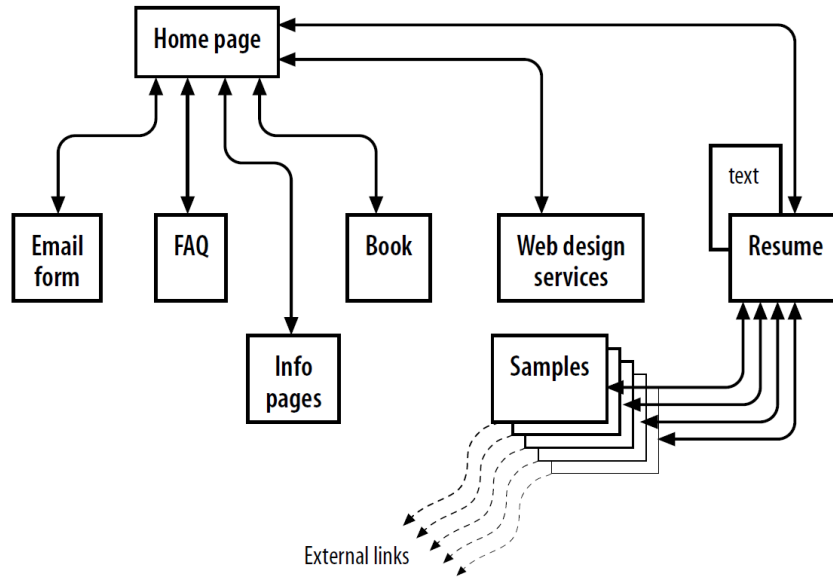 Home page
text
Email
form
FAQ
Book
Web design
services
Resume
Info
pages
Samples
External links